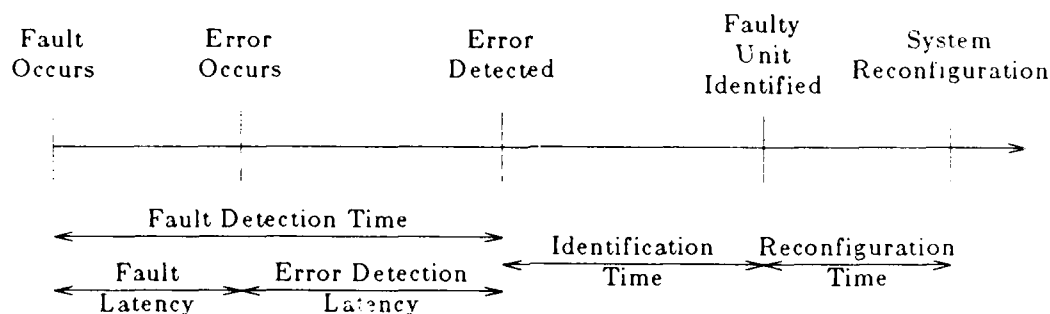 Fault
Occurs
Error
Occurs
Error
Detected
Faulty
Unit
Identified
System
Reconfiguration
Fault Detection Time
Identification
Time
Reconfiguration
Time
Fault
Latency
Error Detection
Latency